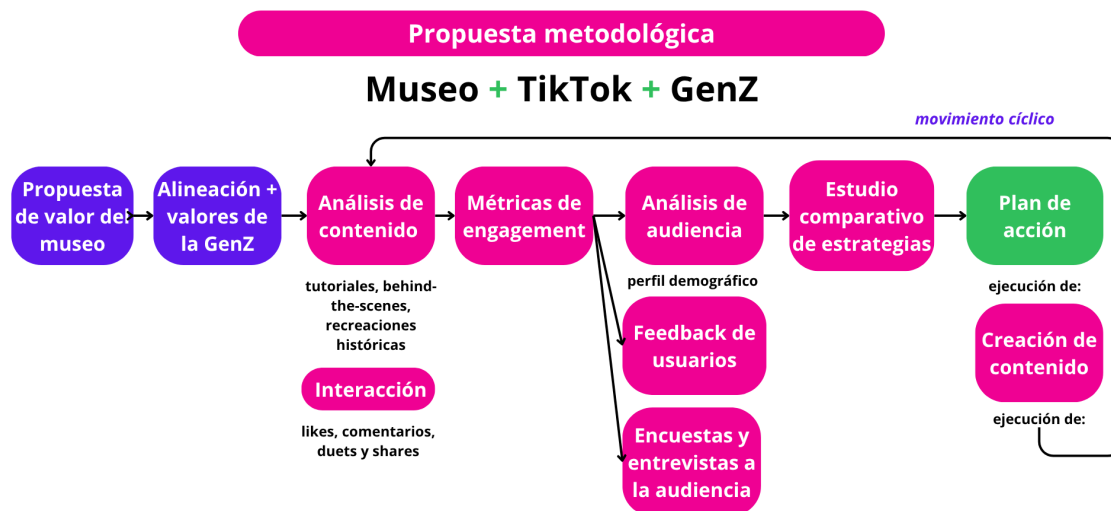 Propuesta metodológica
Museo + TikTok + GenZ
movimiento cíclico
Propuesta
de valor del
museo
Alineación +
valores de
la GenZ
Análisis de
contenido
tutoriales, behind-
the-scenes,
recreaciones
históricas
Interacción
likes, comentarios,
duets y shares
Métricas de
engagement
Análisis de
audiencia
perfil demográfico
Feedback de
usuarios
Encuestas y
entrevistas a
la audiencia
Estudio
comparativo
de estrategias
Plan de
acción
ejecución de:
Creación de
contenido
ejecución de: